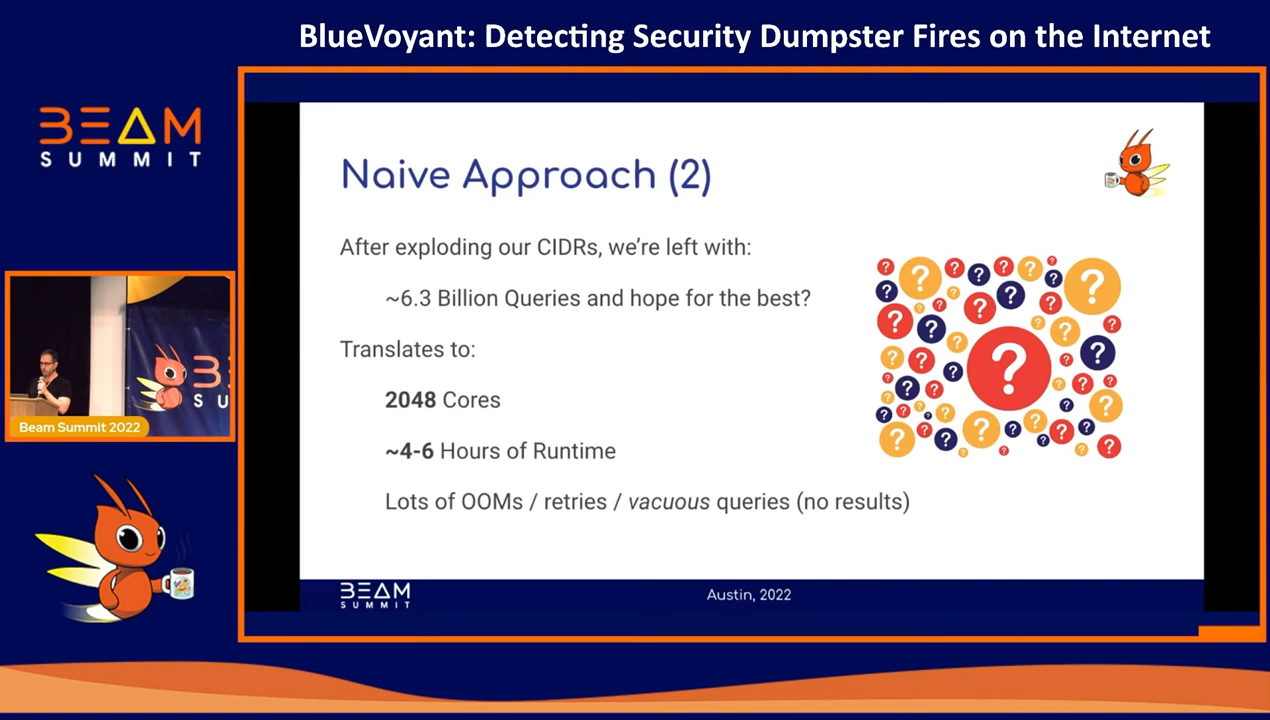 BlueVoyant: Detecting Security Dumpster Fires on the Internet
BEAM
SUMMIT
Naive Approach (2)
After exploding our CIDRs, we're left with:
~6.3 Billion Queries and hope for the best?
Translates to:
2048 Cores
~4-6 Hours of Runtime
Lots of OOMs / retries / vacuous queries (no results)
Beam Summit 2022
BEAM
SUMMIT
Austin, 2022